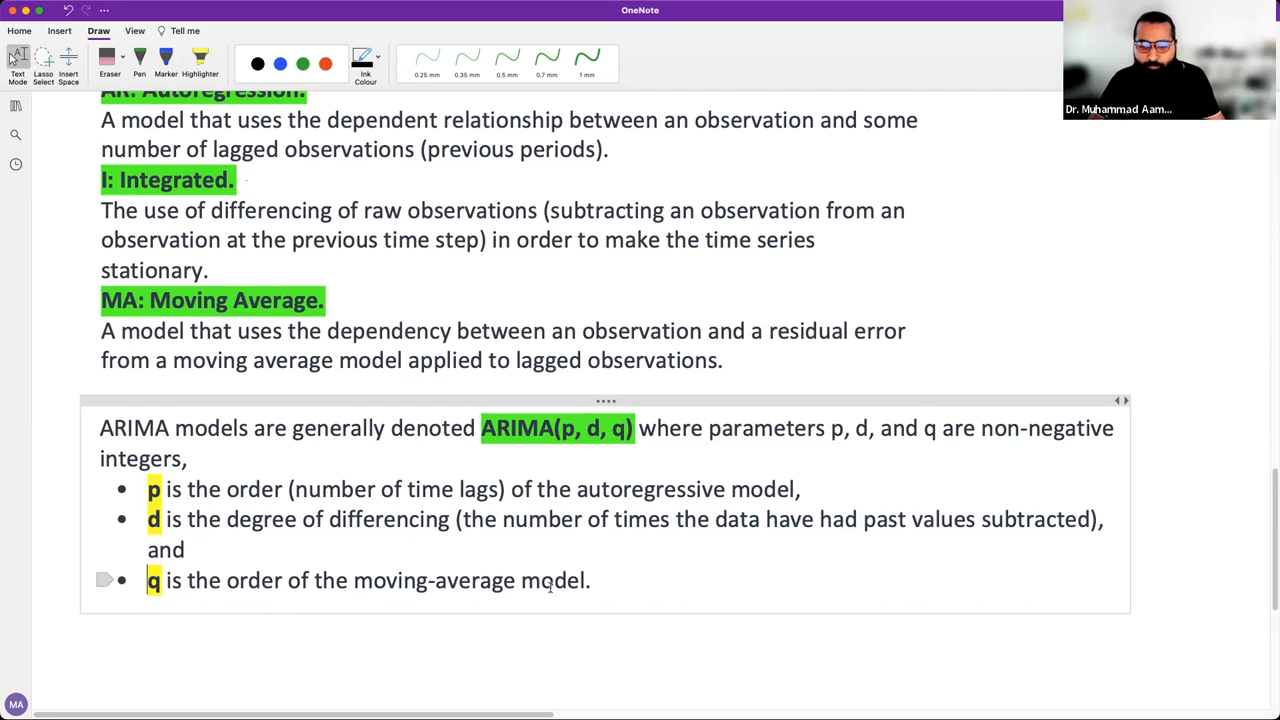 OneNote
Home Insert Draw View Tell me
Text Mode Lasso Select Insert Space Eraser Pen Marker Highlighter Ink Colour 0.25 mm 0.35 mm 0.5 mm 0.7 mm 1 mm
Dr. Muhammad Aam...
AR: Autoregression.
A model that uses the dependent relationship between an observation and some
number of lagged observations (previous periods).
I: Integrated.
The use of differencing of raw observations (subtracting an observation from an
observation at the previous time step) in order to make the time series
stationary.
MA: Moving Average.
A model that uses the dependency between an observation and a residual error
from a moving average model applied to lagged observations.
ARIMA models are generally denoted ARIMA(p, d, q) where parameters p, d, and q are non-negative
integers,
• p is the order (number of time lags) of the autoregressive model,
• d is the degree of differencing (the number of times the data have had past values subtracted),
and
• q is the order of the moving-average model.
MA